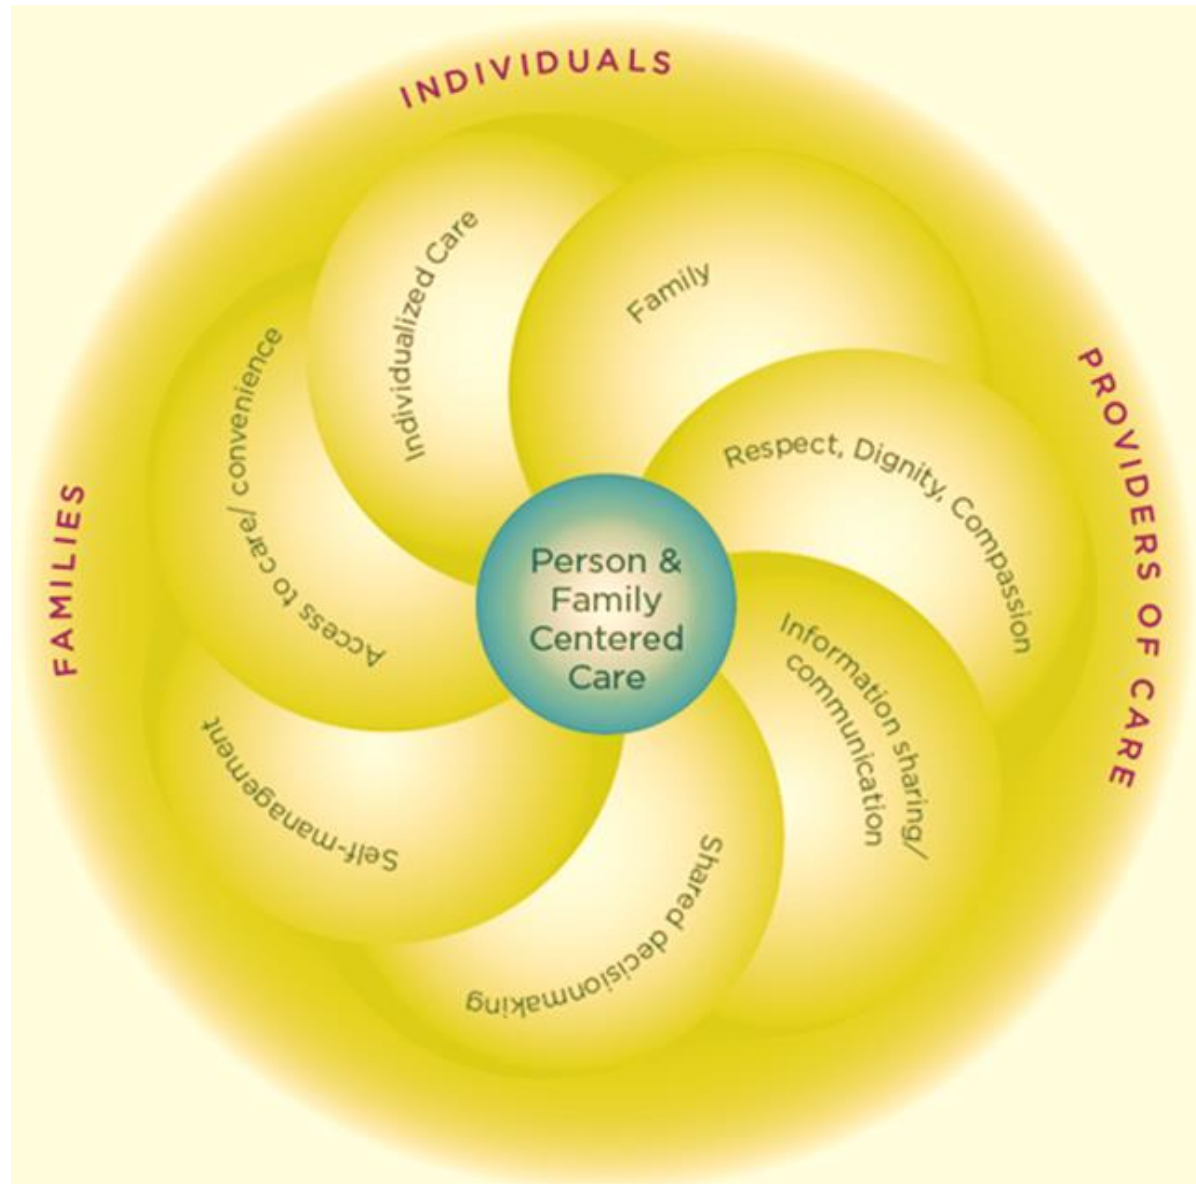 INDIVIDUALS
PROVIDERS OF CARE
FAMILIES
Individualized Care
Family
Respect, Dignity, Compassion
Information sharing/
communication
Shared decisionmaking
Self-management
Access to care/ convenience
Person &
Family
Centered
Care